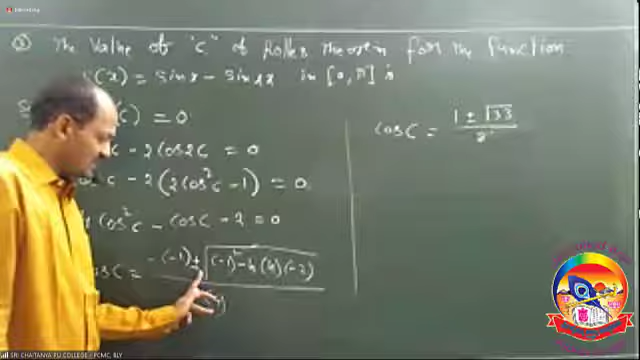 The Value of "c" of Rolles theorem for the function
(x) = sinx - sin2x in [0, π] is
(c) = 0
c - 2cos2c = 0
c - 2(2cos²c - 1) = 0
cos²c - cosc - 2 = 0
cosc = -(-1) ± √(-1)² - 4(4)(-2)
cosc = 1 ± √33 / 8
SRI CHAITANYA PU COLLEGE - PCMC, BLY